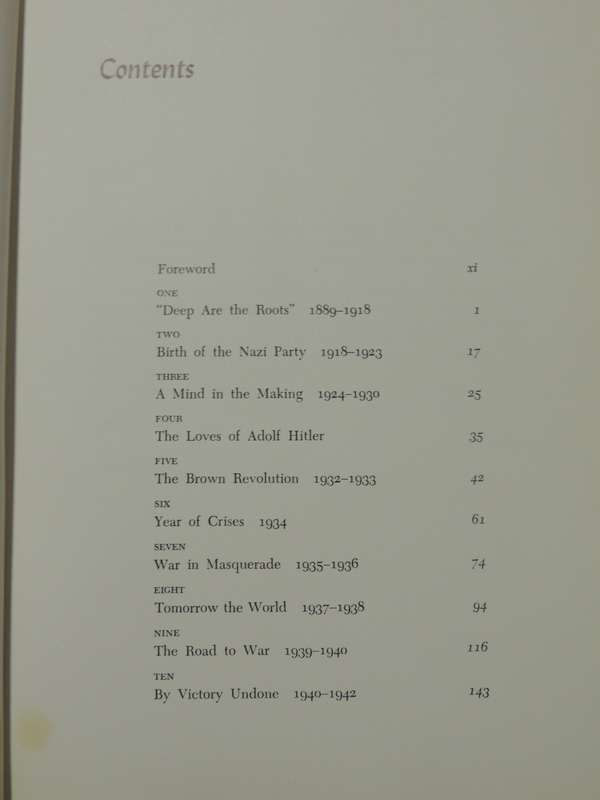 Contents
Foreword xi
ONE
“Deep Are the Roots” 1889–1918 1
TWO
Birth of the Nazi Party 1918–1923 17
THREE
A Mind in the Making 1924–1930 25
FOUR
The Loves of Adolf Hitler 35
FIVE
The Brown Revolution 1932–1933 42
SIX
Year of Crises 1934 61
SEVEN
War in Masquerade 1935–1936 74
EIGHT
Tomorrow the World 1937–1938 94
NINE
The Road to War 1939–1940 116
TEN
By Victory Undone 1940–1942 143